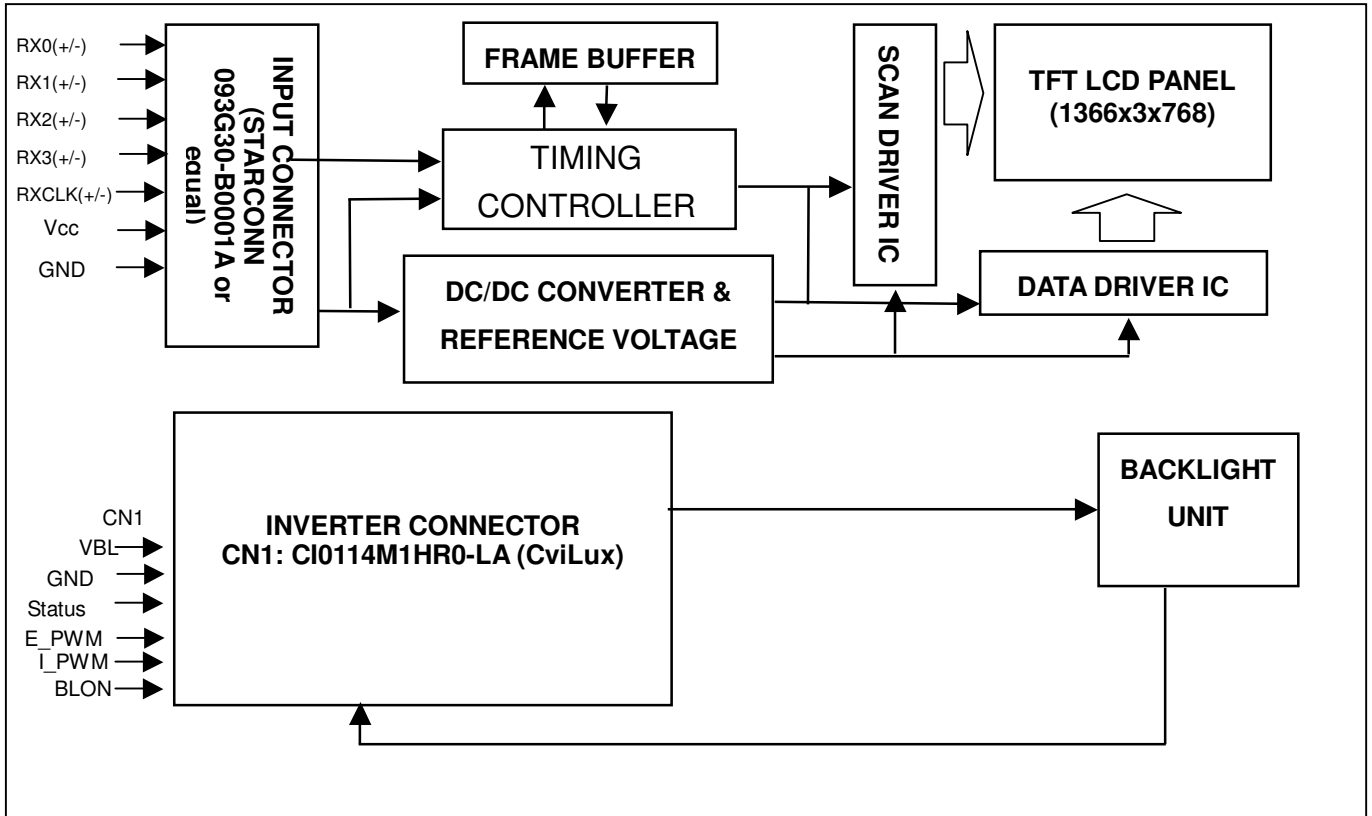 RX0(+/-)
RX1(+/-)
RX2(+/-)
RX3(+/-)
RXCLK(+/-)
Vcc
GND
INPUT CONNECTOR
(STARCONN
093G30-B0001A or
equal)
FRAME BUFFER
TIMING
CONTROLLER
DC/DC CONVERTER &
REFERENCE VOLTAGE
SCAN DRIVER IC
TFT LCD PANEL
(1366x3x768)
DATA DRIVER IC
CN1
VBL
GND
Status
E_PWM
I_PWM
BLON
INVERTER CONNECTOR
CN1: CI0114M1HR0-LA (CviLux)
BACKLIGHT
UNIT